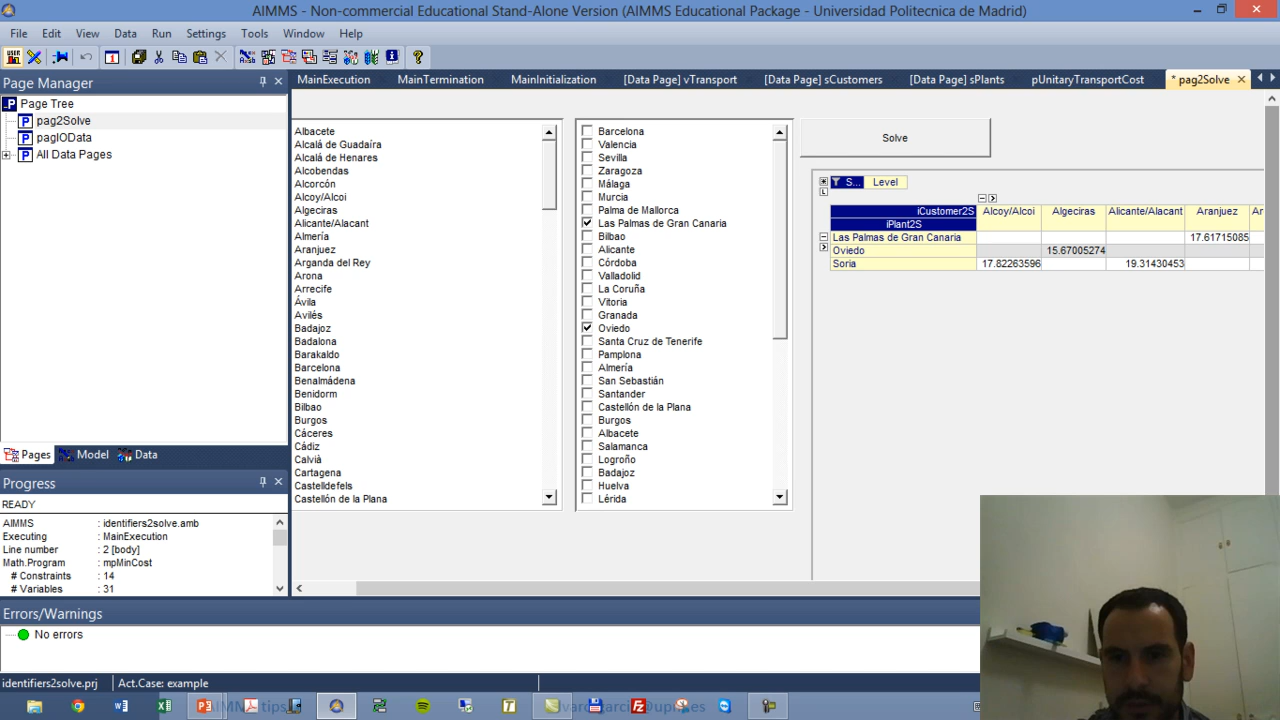 AIMMS - Non-commercial Educational Stand-Alone Version (AIMMS Educational Package - Universidad Politecnica de Madrid)
File Edit View Data Run Settings Tools Window Help
Page Manager
MainExecution MainTermination MainInitialization [Data Page] vTransport [Data Page] sCustomers [Data Page] sPlants pUnitaryTransportCost * pag2Solve
Page Tree
pag2Solve
pagIOData
All Data Pages
Pages Model Data
Progress
READY
AIMMS : identifiers2solve.amb
Executing : MainExecution
Line number : 2 [body]
Math.Program : mpMinCost
# Constraints : 14
# Variables : 31
Albacete
Alcalá de Guadaíra
Alcalá de Henares
Alcobendas
Alcorcón
Alcoy/Alcoi
Algeciras
Alicante/Alacant
Almería
Aranjuez
Arganda del Rey
Arona
Arrecife
Ávila
Avilés
Badajoz
Badalona
Barakaldo
Barcelona
Benalmádena
Benidorm
Bilbao
Burgos
Cáceres
Cádiz
Calvià
Cartagena
Castelldefels
Castellón de la Plana
Barcelona
Valencia
Sevilla
Zaragoza
Málaga
Murcia
Palma de Mallorca
Las Palmas de Gran Canaria
Bilbao
Alicante
Córdoba
Valladolid
La Coruña
Vitoria
Granada
Oviedo
Santa Cruz de Tenerife
Pamplona
Almería
San Sebastián
Santander
Castellón de la Plana
Burgos
Albacete
Salamanca
Logroño
Badajoz
Huelva
Lérida
Solve
S... Level
iCustomer2S Alcoy/Alcoi Algeciras Alicante/Alacant Aranjuez Ar
iPlant2S
Las Palmas de Gran Canaria 17.61715085
Oviedo 15.67005274
Soria 17.82263596 19.31430453
Errors/Warnings
No errors
identifiers2solve.prj Act.Case: example